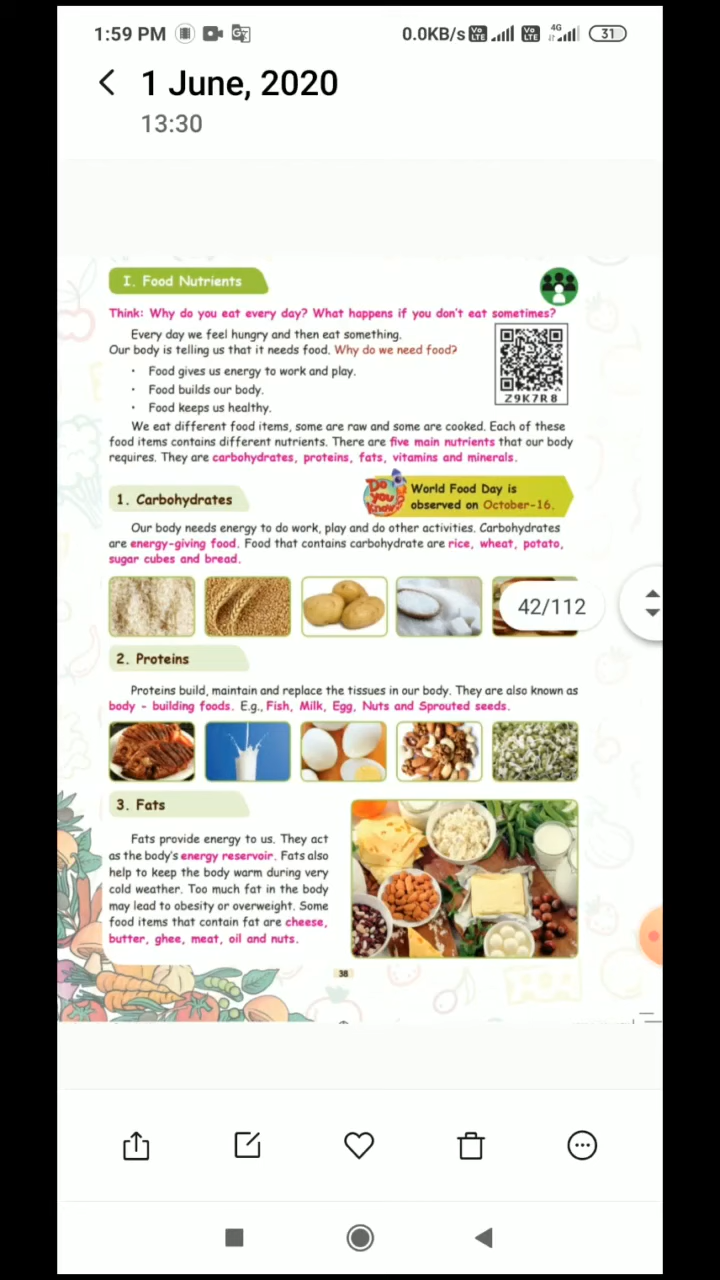 1:59 PM
0.0KB/s Vo LTE Vo LTE 4G 31
1 June, 2020
13:30
I. Food Nutrients
Think: Why do you eat every day? What happens if you don't eat sometimes?
Every day we feel hungry and then eat something.
Our body is telling us that it needs food. Why do we need food?
• Food gives us energy to work and play.
• Food builds our body.
• Food keeps us healthy.
Z9K7R8
We eat different food items, some are raw and some are cooked. Each of these
food items contains different nutrients. There are five main nutrients that our body
requires. They are carbohydrates, proteins, fats, vitamins and minerals.
Do you Know?
World Food Day is
observed on October-16.
1. Carbohydrates
Our body needs energy to do work, play and do other activities. Carbohydrates
are energy-giving food. Food that contains carbohydrate are rice, wheat, potato,
sugar cubes and bread.
42/112
2. Proteins
Proteins build, maintain and replace the tissues in our body. They are also known as
body - building foods. E.g., Fish, Milk, Egg, Nuts and Sprouted seeds.
3. Fats
Fats provide energy to us. They act
as the body's energy reservoir. Fats also
help to keep the body warm during very
cold weather. Too much fat in the body
may lead to obesity or overweight. Some
food items that contain fat are cheese,
butter, ghee, meat, oil and nuts.
38